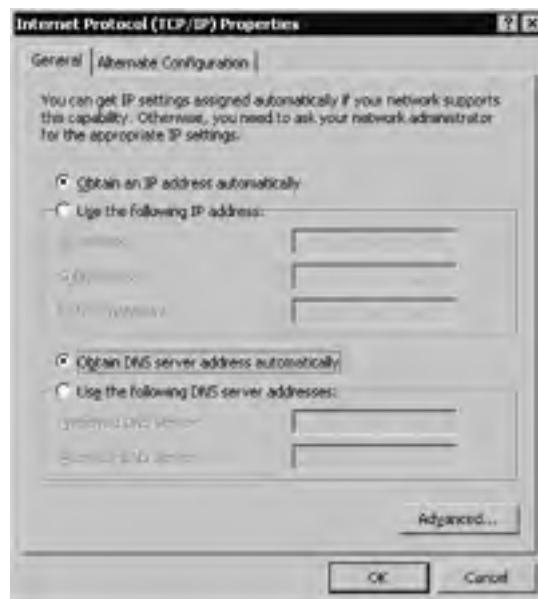 Internet Protocol (TCP/IP) Properties
General
Alternate Configuration
You can get IP settings assigned automatically if your network supports
this capability. Otherwise, you need to ask your network administrator
for the appropriate IP settings.
Obtain an IP address automatically
Use the following IP address:
Obtain DNS server address automatically
Use the following DNS server addresses:
Preferred DNS server:
Advanced...
OK
Cancel